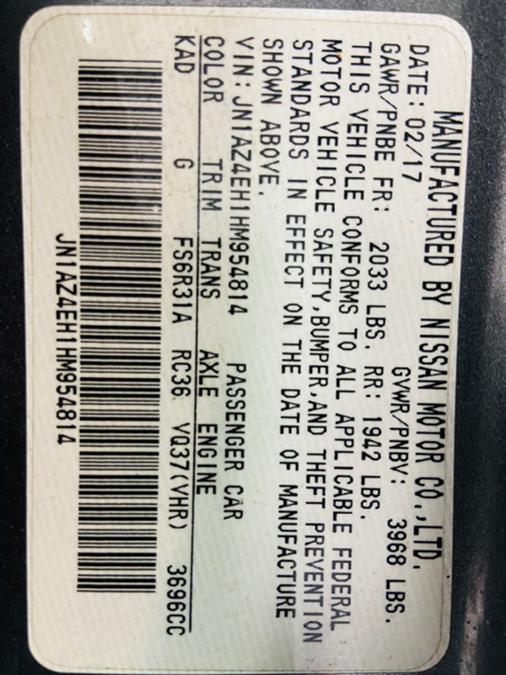 MANUFACTURED BY NISSAN MOTOR CO.,LTD.
DATE: 02/17 GVWR/PNBV: 3968 LBS.
GAWR/PNBE FR: 2033 LBS. RR: 1942 LBS.
THIS VEHICLE CONFORMS TO ALL APPLICABLE FEDERAL
MOTOR VEHICLE SAFETY,BUMPER,AND THEFT PREVENTION
STANDARDS IN EFFECT ON THE DATE OF MANUFACTURE
SHOWN ABOVE.
VIN: JN1AZ4EH1HM954814 PASSENGER CAR
COLOR TRIM TRANS AXLE ENGINE
KAD G FS6R31A RC36 VQ37(VHR) 3696CC
JN1AZ4EH1HM954814